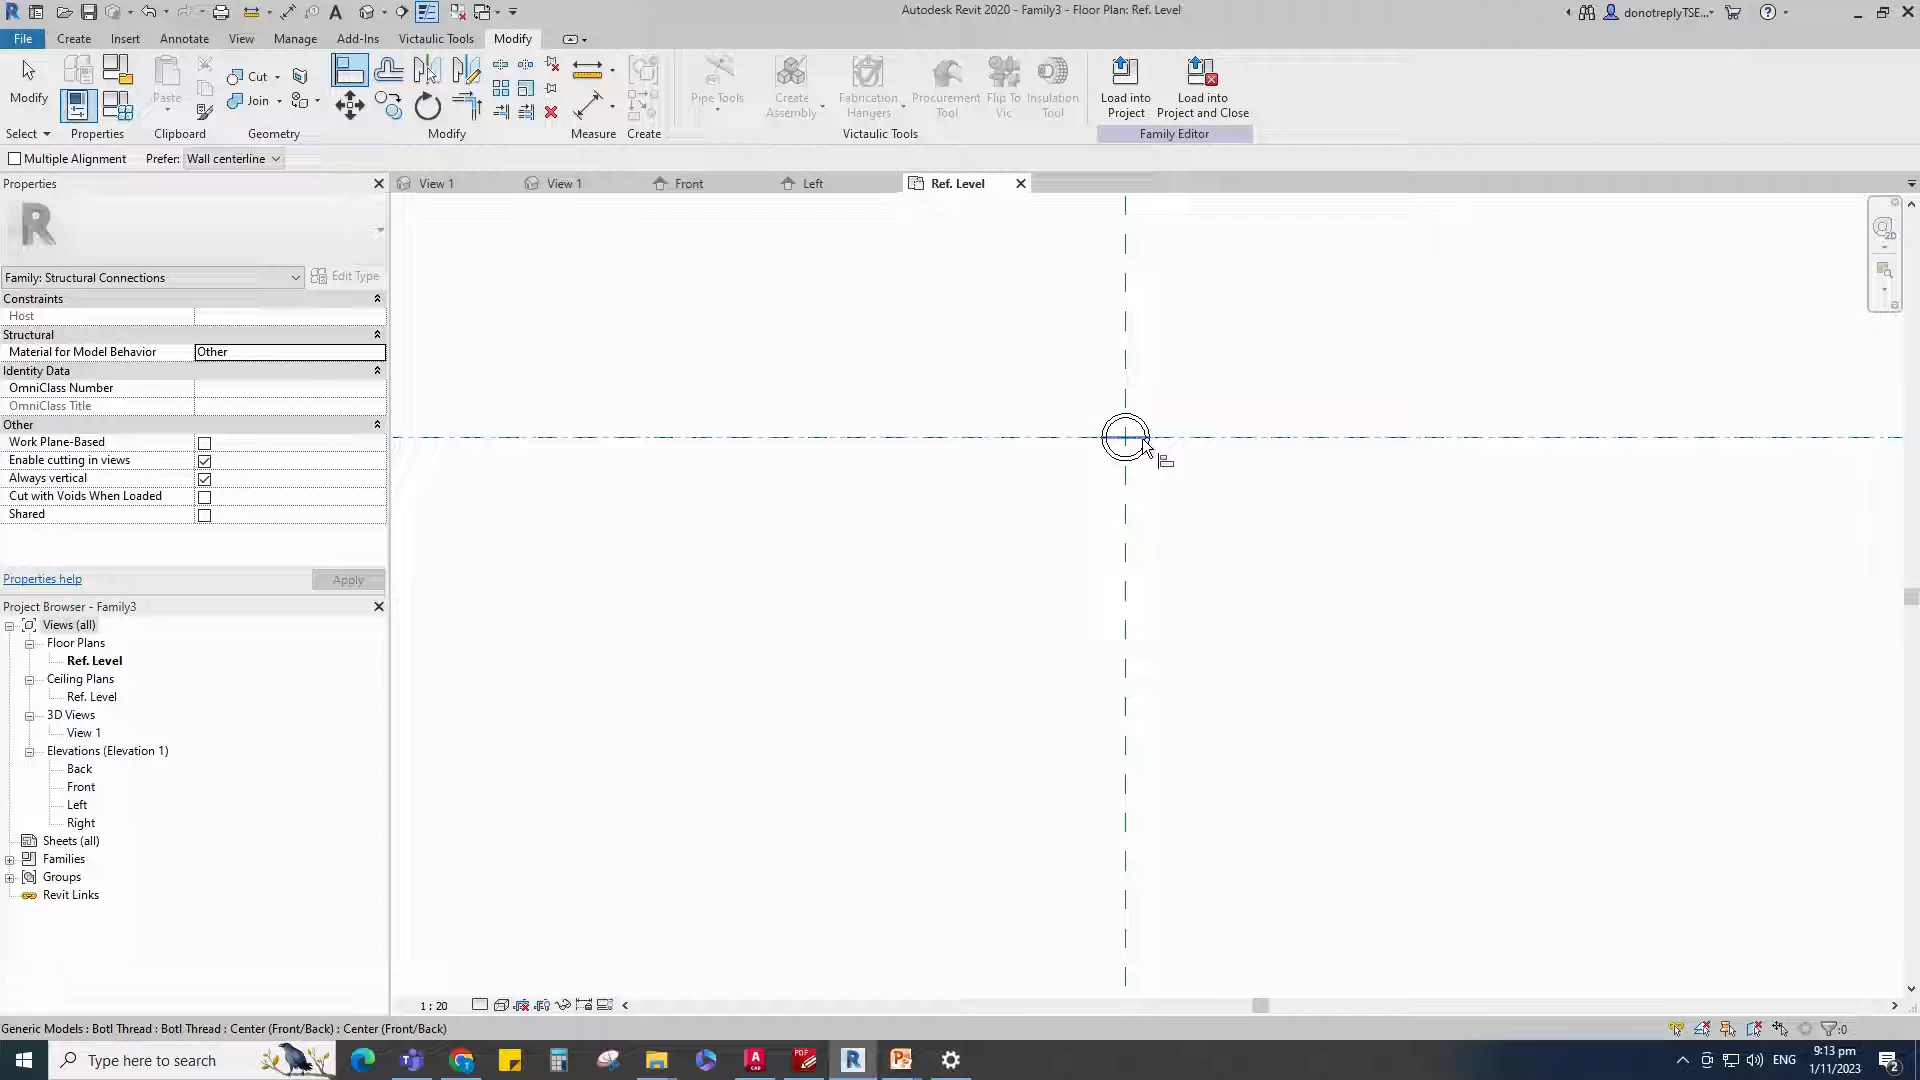 Autodesk Revit 2020 - Family3 - Floor Plan: Ref. Level
donotreplyTSE...
File Create Insert Annotate View Manage Add-Ins Victaulic Tools Modify
Modify
Paste
Cut
Join
Pipe Tools
Create Assembly
Fabrication Hangers
Procurement Tool
Flip To Vic
Insulation Tool
Load into Project
Load into Project and Close
Select Properties Clipboard Geometry Modify Measure Create Victaulic Tools Family Editor
Multiple Alignment Prefer: Wall centerline
Properties
View 1 View 1 Front Left Ref. Level
2D
R
Family: Structural Connections Edit Type
Constraints
Host
Structural
Material for Model Behavior Other
Identity Data
OmniClass Number
OmniClass Title
Other
Work Plane-Based
Enable cutting in views
Always vertical
Cut with Voids When Loaded
Shared
Properties help Apply
Project Browser - Family3
Views (all)
Floor Plans
Ref. Level
Ceiling Plans
Ref. Level
3D Views
View 1
Elevations (Elevation 1)
Back
Front
Left
Right
Sheets (all)
Families
Groups
Revit Links
1 : 20
Generic Models : Botl Thread : Botl Thread : Center (Front/Back) : Center (Front/Back)
:0
Type here to search
ENG
9:13 pm
1/11/2023
2